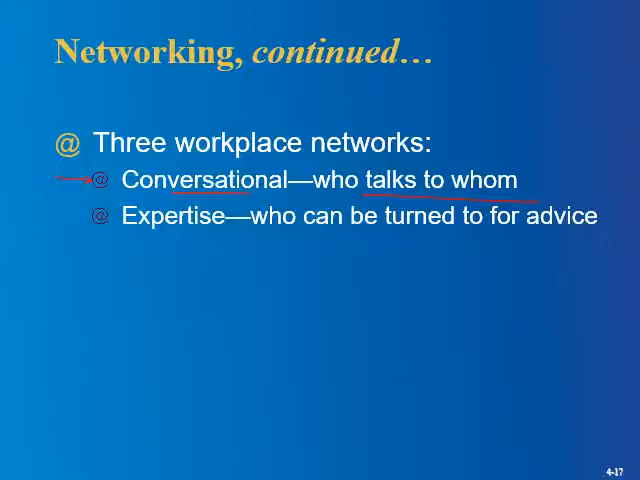 Networking, continued…
@ Three workplace networks:
@ Conversational—who talks to whom
@ Expertise—who can be turned to for advice
4-17